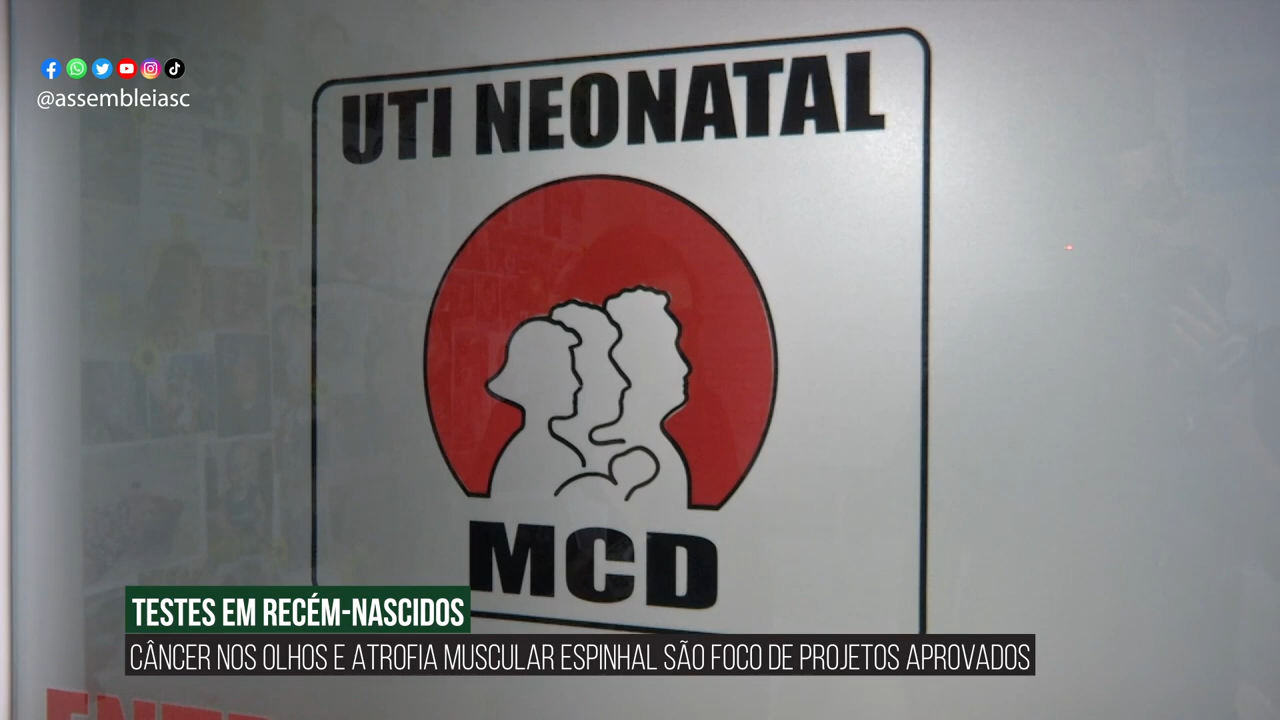 @assembleiasc
UTI NEONATAL
MCD
TESTES EM RECÉM-NASCIDOS
CÂNCER NOS OLHOS E ATROFIA MUSCULAR ESPINHAL SÃO FOCO DE PROJETOS APROVADOS